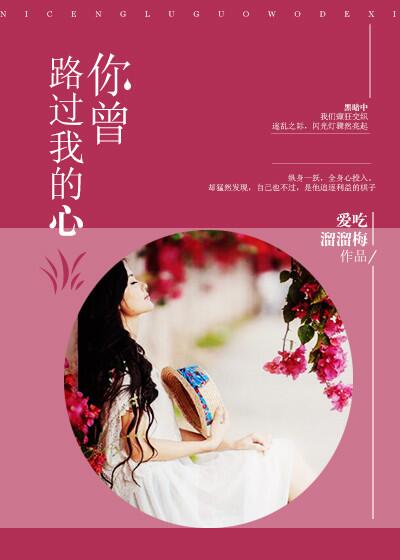 NICENGLUGUOWODEXI
你曾
路过我的心
黑暗中
我们疯狂交织
迷乱之际，闪光灯骤然亮起
纵身一跃，全身心投入，
却猛然发现，自己也不过，是他追逐利益的棋子
爱吃
溜溜梅
作品/